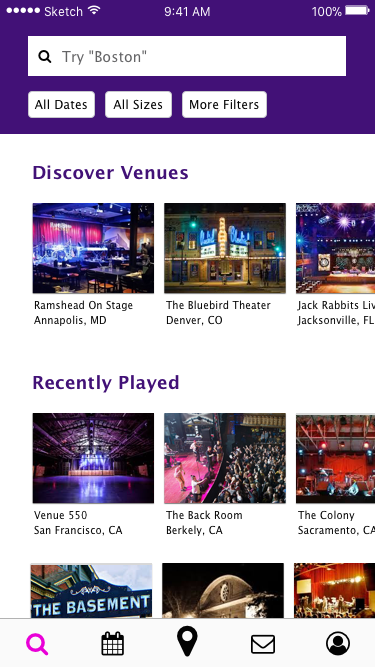 Sketch 9:41 AM 100%
Try "Boston"
All Dates All Sizes More Filters
Discover Venues
Ramshead On Stage The Bluebird Theater Jack Rabbits Liv
Annapolis, MD Denver, CO Jacksonville, FL
Recently Played
Venue 550 The Back Room The Colony
San Francisco, CA Berkely, CA Sacramento, CA
THE BASEMENT